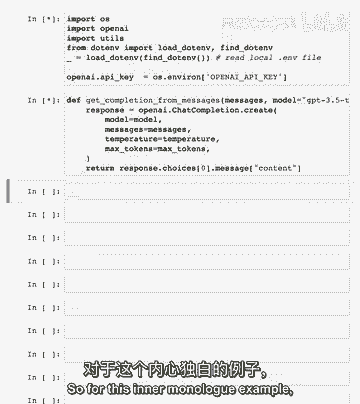 In [*]: import os
import openai
import utils
from dotenv import load_dotenv, find_dotenv
_ = load_dotenv(find_dotenv()) # read local .env file
openai.api_key = os.environ['OPENAI_API_KEY']
In [*]: def get_completion_from_messages(messages, model="gpt-3.5-t
response = openai.ChatCompletion.create(
model=model,
messages=messages,
temperature=temperature,
max_tokens=max_tokens,
)
return response.choices[0].message["content"]
In [ ]:
In [ ]:
In [ ]:
In [ ]:
In [ ]:
In [ ]:
In [ ]:
In [ ]:
对于这个内心独白的例子，
So for this inner monologue example,
In [ ]: